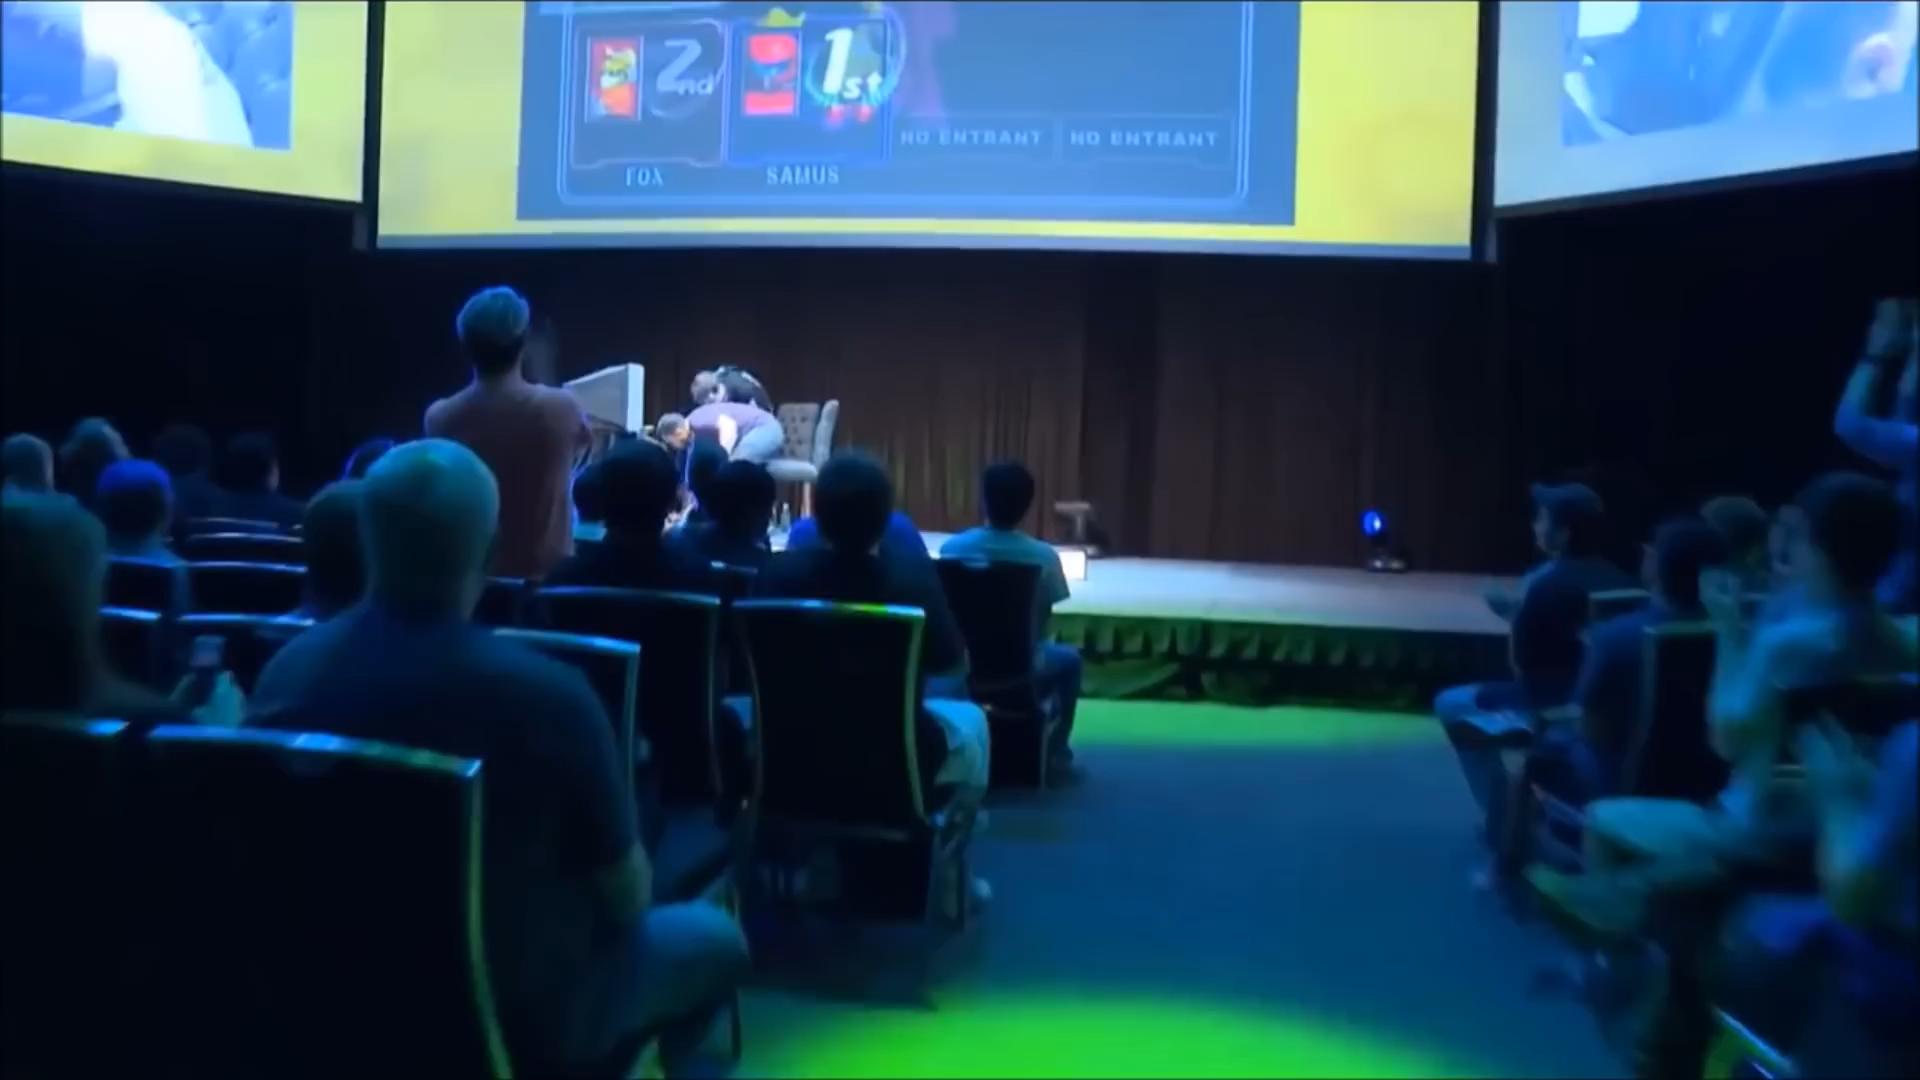 2nd
1st
NO ENTRANT
NO ENTRANT
FOX
SAMUS